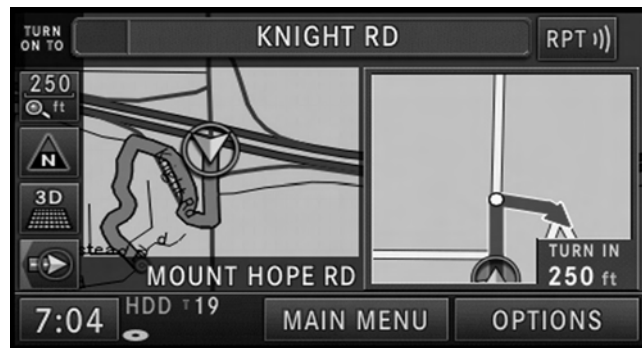 TURN
ON TO
KNIGHT RD
RPT
250
ft
N
3D
MOUNT HOPE RD
TURN IN
250 ft
7:04
HDD T19
MAIN MENU
OPTIONS